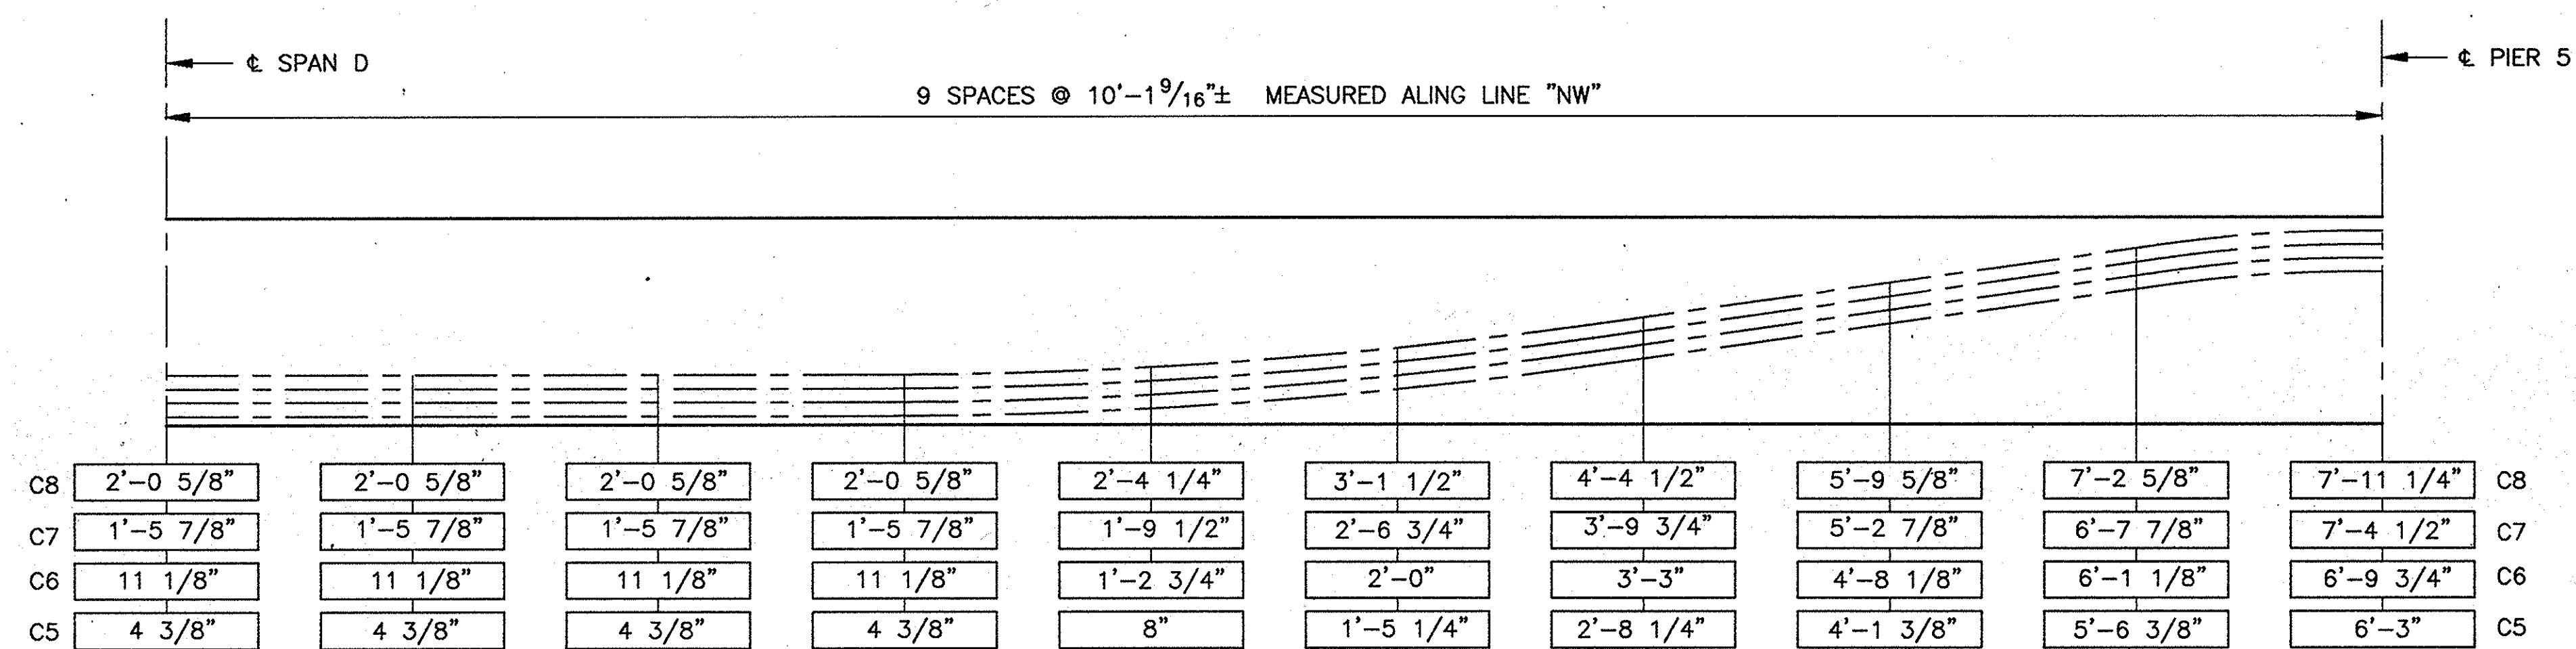 ℄ SPAN D
℄ PIER 5
9 SPACES @ 10'-1 9/16"± MEASURED ALING LINE "NW"
C8 2'-0 5/8" 2'-0 5/8" 2'-0 5/8" 2'-0 5/8" 2'-4 1/4" 3'-1 1/2" 4'-4 1/2" 5'-9 5/8" 7'-2 5/8" 7'-11 1/4" C8
C7 1'-5 7/8" 1'-5 7/8" 1'-5 7/8" 1'-5 7/8" 1'-9 1/2" 2'-6 3/4" 3'-9 3/4" 5'-2 7/8" 6'-7 7/8" 7'-4 1/2" C7
C6 11 1/8" 11 1/8" 11 1/8" 11 1/8" 1'-2 3/4" 2'-0" 3'-3" 4'-8 1/8" 6'-1 1/8" 6'-9 3/4" C6
C5 4 3/8" 4 3/8" 4 3/8" 4 3/8" 8" 1'-5 1/4" 2'-8 1/4" 4'-1 3/8" 5'-6 3/8" 6'-3" C5